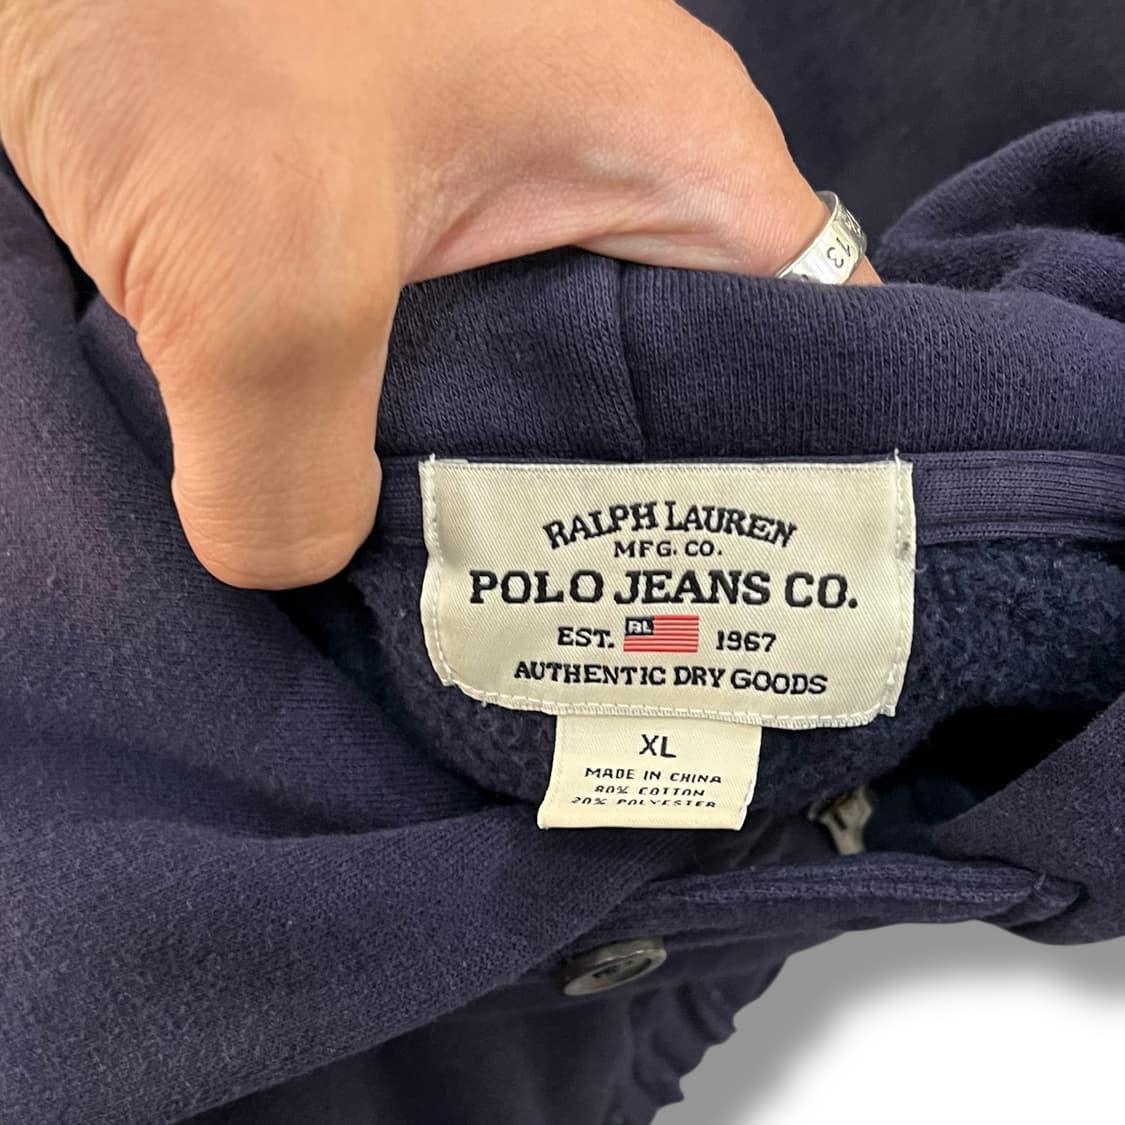 13
RALPH LAUREN
MFG. CO.
POLO JEANS CO.
EST. RL 1967
AUTHENTIC DRY GOODS
XL
MADE IN CHINA
80% COTTON
20% POLYESTER